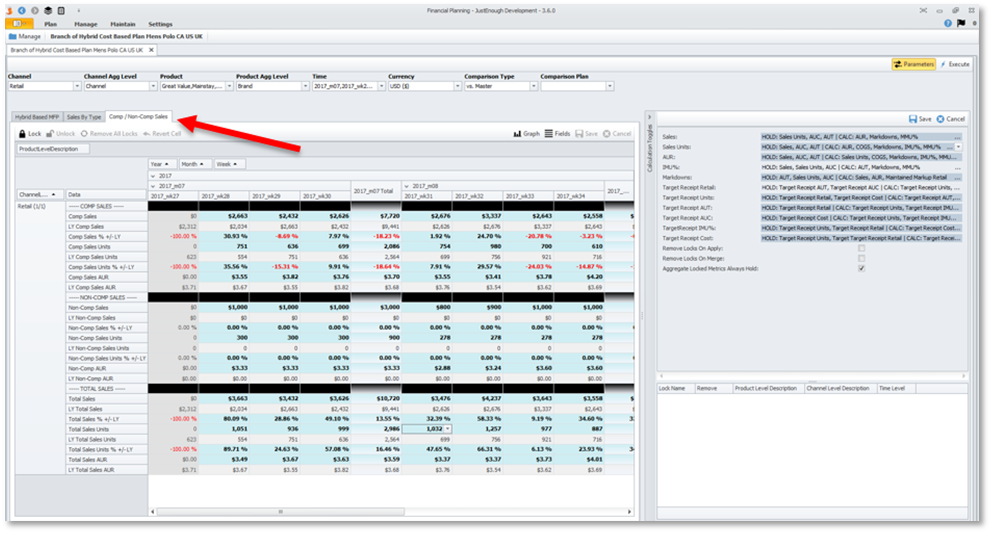 Financial Planning - JustEnough Development - 3.6.0
Plan Manage Maintain Settings
Manage Branch of Hybrid Cost Based Plan Mens Polo CA US UK
Branch of Hybrid Cost Based Plan Mens Polo CA US UK
Parameters Execute
Channel Channel Agg Level Product Product Agg Level Time Currency Comparison Type Comparison Plan
Retail Channel Great Value,Mainstay,... Brand 2017_m07,2017_wk2... USD ($) vs. Master
Hybrid Based MFP Sales By Type Comp / Non-Comp Sales
Lock Unlock Remove All Locks Revert Cell Graph Fields Save Cancel
ProductLevelDescription
Year Month Week
2017
2017_m07 2017_m07 Total 2017_m08
Channel... Data 2017_wk27 2017_wk28 2017_wk29 2017_wk30 2017_wk31 2017_wk32 2017_wk33 2017_wk34 2017_...
Retail (1/1) ---- COMP SALES ----
Comp Sales $0 $2,663 $2,432 $2,626 $7,720 $2,676 $3,337 $2,643 $2,558
LY Comp Sales $2,312 $2,034 $2,663 $2,432 $9,441 $2,626 $2,676 $3,337 $2,643
Comp Sales % +/-LY -100.00 % 30.93 % -8.69 % 7.97 % -18.23 % 1.92 % 24.70 % -20.78 % -3.23 %
Comp Sales Units 0 751 636 699 2,086 754 980 700 610
LY Comp Sales Units 623 554 751 636 2,564 699 756 921 716
Comp Sales Units % +/-LY -100.00 % 35.56 % -15.31 % 9.91 % -18.64 % 7.91 % 29.57 % -24.03 % -14.87 %
Comp Sales AUR $0.00 $3.55 $3.82 $3.76 $3.70 $3.55 $3.41 $3.78 $4.20
LY Comp Sales AUR $3.71 $3.67 $3.55 $3.82 $3.68 $3.76 $3.54 $3.62 $3.69
---- NON-COMP SALES ----
Non-Comp Sales $0 $1,000 $1,000 $1,000 $3,000 $800 $900 $1,000 $1,000
LY Non-Comp Sales $0 $0 $0 $0 $0 $0 $0 $0 $0
Non-Comp Sales % +/-LY 0.00 % 0.00 % 0.00 % 0.00 % 0.00 % 0.00 % 0.00 % 0.00 % 0.00 %
Non-Comp Sales Units 0 300 300 300 900 278 278 278 278
LY Non-Comp Sales Units 0 0 0 0 0 0 0 0 0
Non-Comp Sales Units % +/-LY 0.00 % 0.00 % 0.00 % 0.00 % 0.00 % 0.00 % 0.00 % 0.00 % 0.00 %
Non-Comp AUR $0.00 $3.33 $3.33 $3.33 $3.33 $2.88 $3.24 $3.60 $3.60
LY Non-Comp AUR $0.00 $0.00 $0.00 $0.00 $0.00 $0.00 $0.00 $0.00 $0.00
---- TOTAL SALES ----
Total Sales $0 $3,663 $3,432 $3,626 $10,720 $3,476 $4,237 $3,643 $3,558
LY Total Sales $2,312 $2,034 $2,663 $2,432 $9,441 $2,626 $2,676 $3,337 $2,643
Total Sales % +/-LY -100.00 % 80.09 % 28.86 % 49.10 % 13.55 % 32.39 % 58.33 % 9.19 % 34.60 %
Total Sales Units 0 1,051 936 999 2,986 1,032 1,257 977 887
LY Total Sales Units 623 554 751 636 2,564 699 756 921 716
Total Sales Units % +/-LY -100.00 % 89.71 % 24.63 % 57.08 % 16.46 % 47.65 % 66.31 % 6.13 % 23.93 %
Total Sales AUR $0.00 $3.49 $3.67 $3.63 $3.59 $3.37 $3.37 $3.73 $4.01
LY Total Sales AUR $3.71 $3.67 $3.55 $3.82 $3.68 $3.76 $3.54 $3.62 $3.69
Calculation Toggles
Save Cancel
Sales: HOLD: Sales Units, AUC, AUT | CALC: AUR, Markdowns, MMU% ...
Sales Units: HOLD: Sales, AUC, AUT | CALC: AUR, COGS, Markdowns, IMU%, MMU% ...
AUR: HOLD: Sales, AUC, AUT | CALC: Sales Units, COGS, Markdowns, IMU%, MMU...
IMU%:
Markdowns: HOLD: AUT, Sales Units, AUC, Sales | CALC: AUR, Maintained Markup Retail
Target Receipt Retail: HOLD: Target Receipt AUT, Target Receipt AUC | CALC: Target Receipt Units, ...
Target Receipt Units: HOLD: Target Receipt Retail, Target Receipt Cost | CALC: Target Receipt AUT,...
Target Receipt AUT: HOLD: Target Receipt Retail | CALC: Target Receipt Units, Target Receipt IMU...
Target Receipt AUC: HOLD: Target Receipt Cost | CALC: Target Receipt Units, Target Receipt IMU%...
TargetReceipt IMU%: HOLD: Target Receipt Units, Target Receipt Retail | CALC: Target Receipt Cost...
Target Receipt Cost: HOLD: Target Receipt Units, Target Target Receipt Retail | CALC: Target Recei...
Remove Locks On Apply:
Remove Locks On Merge:
Aggregate Locked Metrics Always Hold:
Lock Name Remove Product Level Description Channel Level Description Time Level